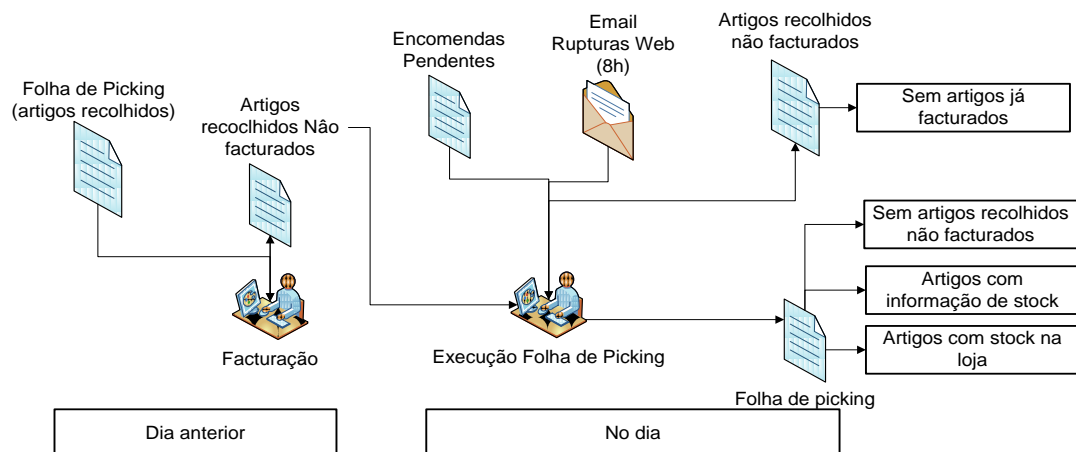 Folha de Picking
(artigos recolhidos)
Artigos
recoclhidos Nâo
facturados
Facturação
Encomendas
Pendentes
Email
Rupturas Web
(8h)
Artigos recolhidos
não facturados
Sem artigos já
facturados
Sem artigos recolhidos
não facturados
Artigos com
informação de stock
Artigos com stock na
loja
Execução Folha de Picking
Folha de picking
Dia anterior
No dia